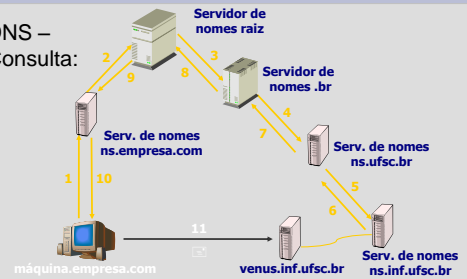 DNS –
Consulta:
Servidor de
nomes raiz
2
9
3
8
Servidor de
nomes .br
4
7
Serv. de nomes
ns.empresa.com
Serv. de nomes
ns.ufsc.br
1
10
5
6
11
máquina.empresa.com
venus.inf.ufsc.br
Serv. de nomes
ns.inf.ufsc.br